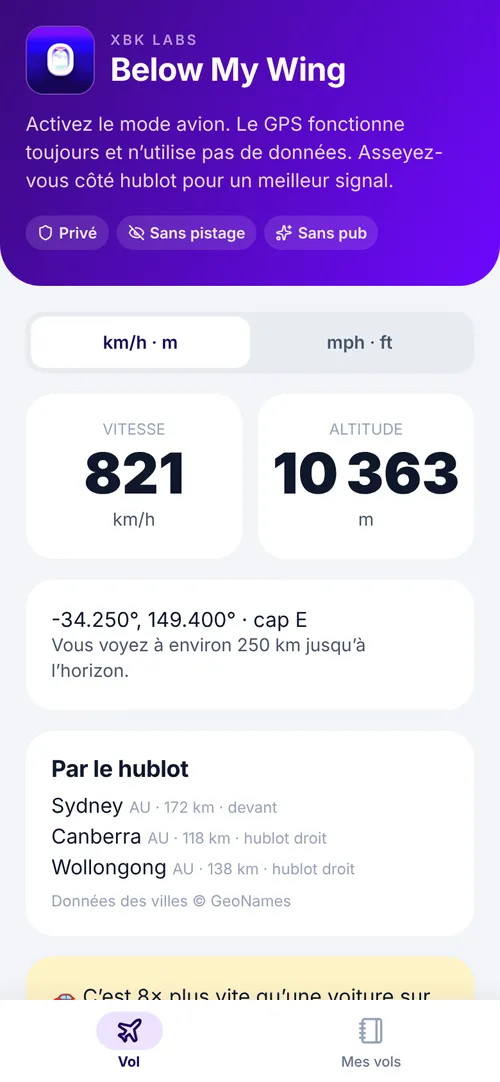 XBK LABS
Below My Wing
Activez le mode avion. Le GPS fonctionne
toujours et n’utilise pas de données. Asseyez-
vous côté hublot pour un meilleur signal.
Privé
Sans pistage
Sans pub
km/h · m
mph · ft
VITESSE
821
km/h
ALTITUDE
10 363
m
-34.250°, 149.400° · cap E
Vous voyez à environ 250 km jusqu’à
l’horizon.
Par le hublot
Sydney AU · 172 km · devant
Canberra AU · 118 km · hublot droit
Wollongong AU · 138 km · hublot droit
Données des villes © GeoNames
C’est 8× plus vite qu’une voiture sur
Vol
Mes vols